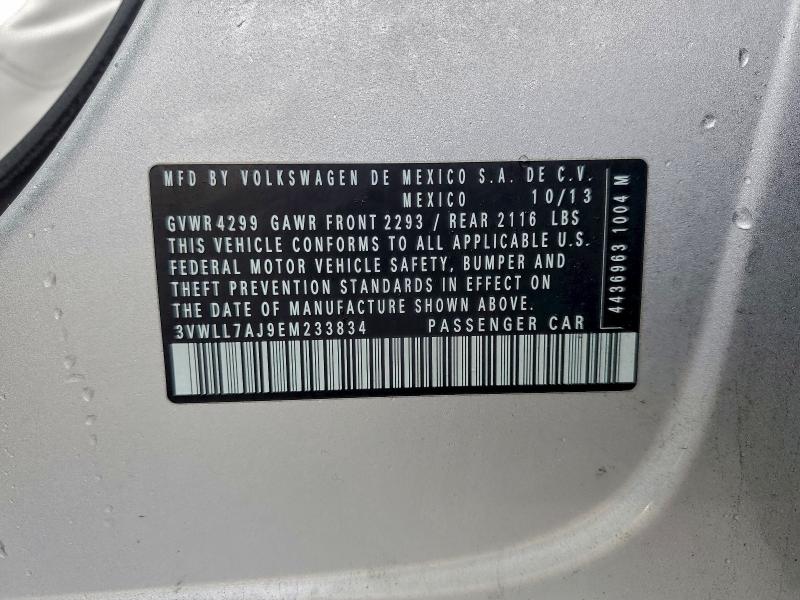 MFD BY VOLKSWAGEN DE MEXICO S.A. DE C.V.
MEXICO 10/13
GVWR 4299 GAWR FRONT 2293 / REAR 2116 LBS
THIS VEHICLE CONFORMS TO ALL APPLICABLE U.S.
FEDERAL MOTOR VEHICLE SAFETY, BUMPER AND
THEFT PREVENTION STANDARDS IN EFFECT ON
THE DATE OF MANUFACTURE SHOWN ABOVE.
3VWLL7AJ9EM233834 PASSENGER CAR
4436963 1004 M